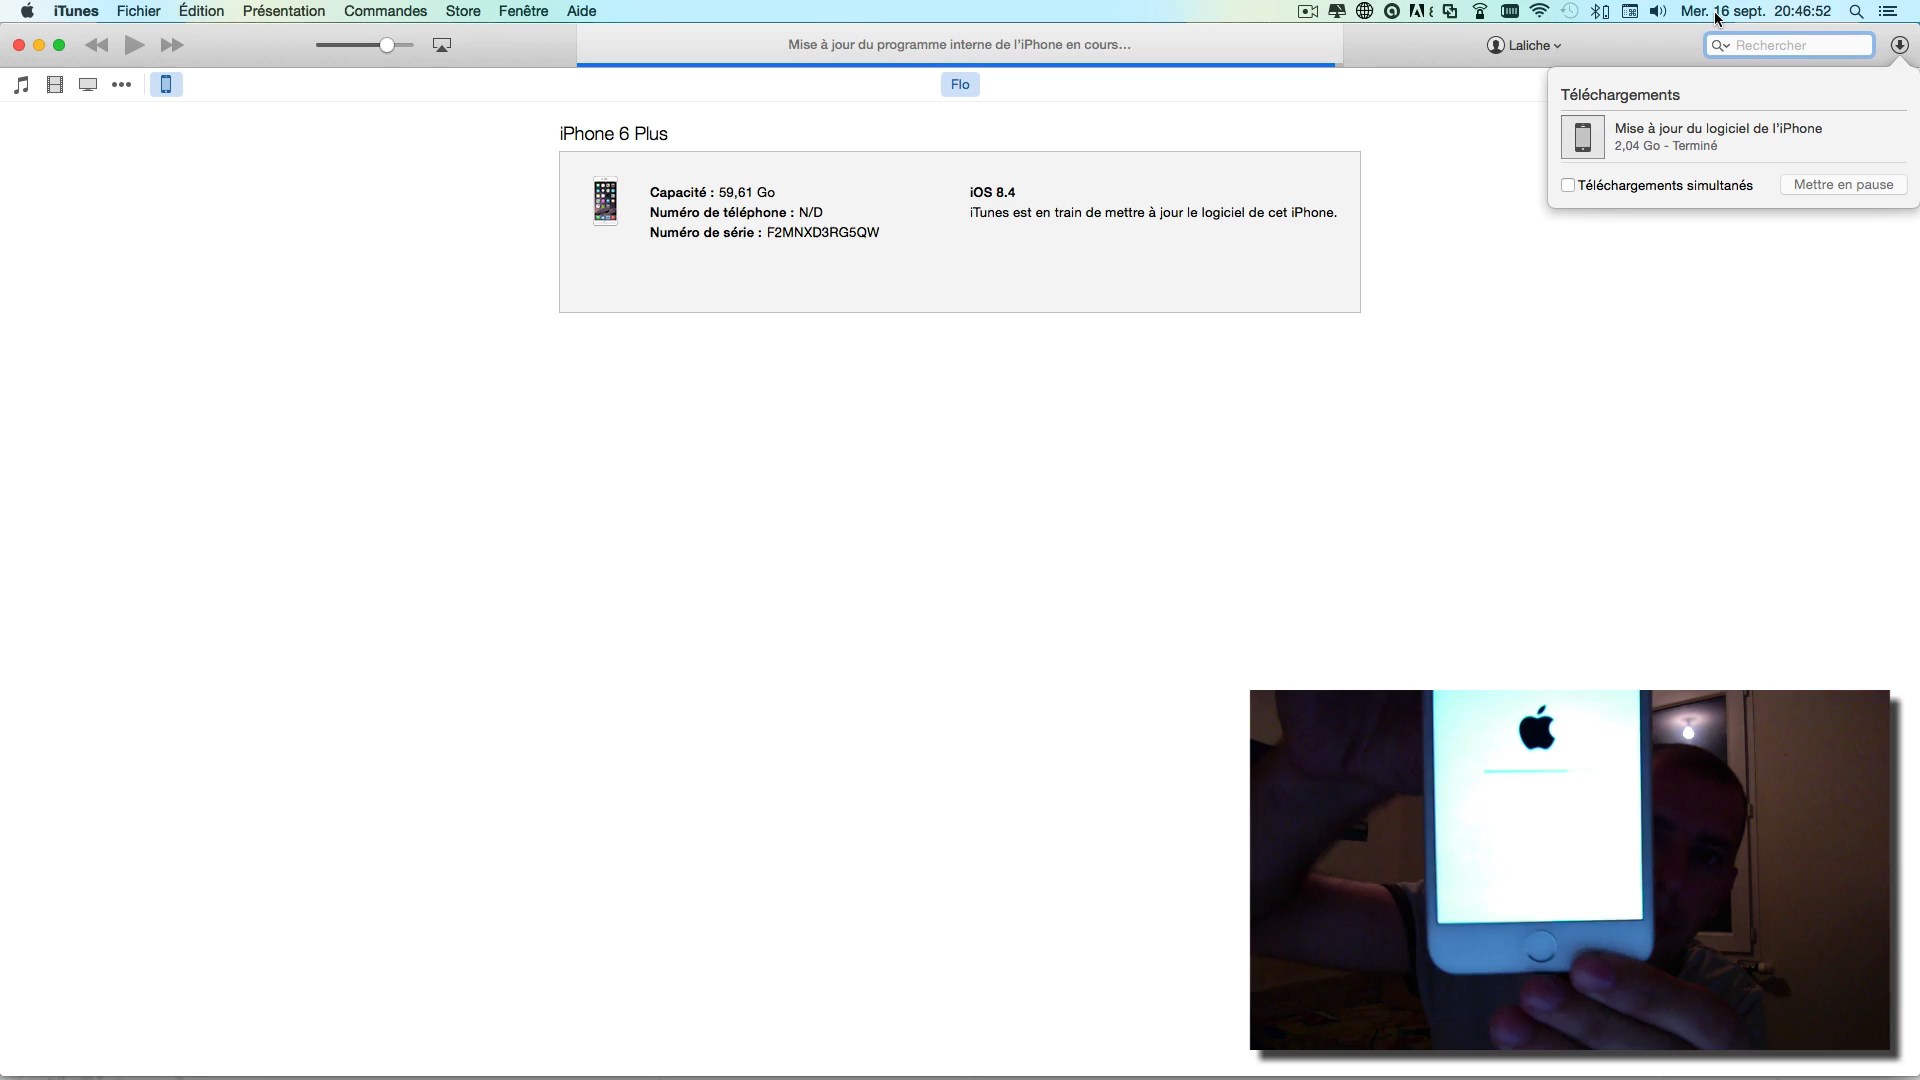 iTunes Fichier Édition Présentation Commandes Store Fenêtre Aide
Mer. 16 sept. 20:46:52
Mise à jour du programme interne de l'iPhone en cours...
Laliche
Rechercher
Flo
Téléchargements
Mise à jour du logiciel de l'iPhone
2,04 Go - Terminé
Téléchargements simultanés
Mettre en pause
iPhone 6 Plus
Capacité : 59,61 Go
Numéro de téléphone : N/D
Numéro de série : F2MNXD3RG5QW
iOS 8.4
iTunes est en train de mettre à jour le logiciel de cet iPhone.